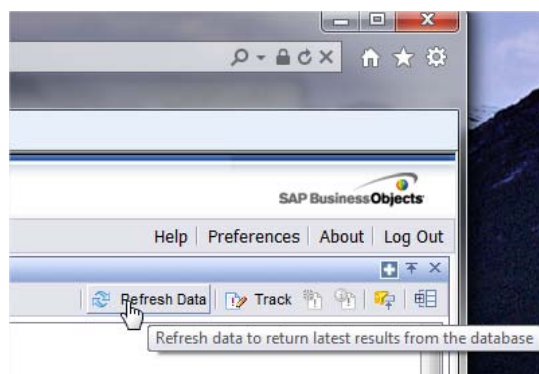 SAP BusinessObjects
Help Preferences About Log Out
Refresh Data Track
Refresh data to return latest results from the database